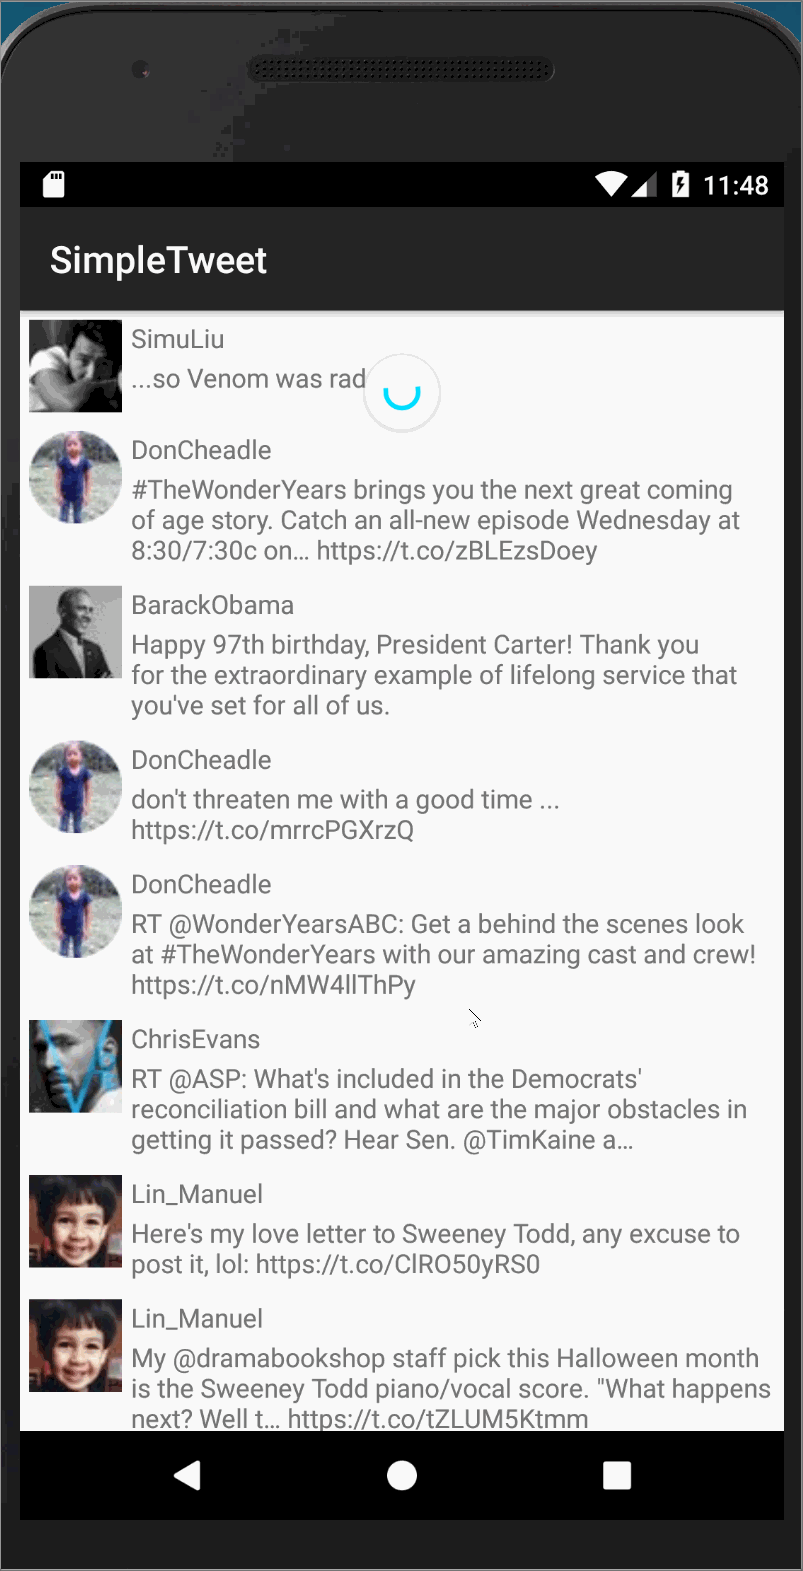 11:48
SimpleTweet
SimuLiu
...so Venom was rad
DonCheadle
#TheWonderYears brings you the next great coming
of age story. Catch an all-new episode Wednesday at
8:30/7:30c on… https://t.co/zBLEzsDoey
BarackObama
Happy 97th birthday, President Carter! Thank you
for the extraordinary example of lifelong service that
you've set for all of us.
DonCheadle
don't threaten me with a good time ...
https://t.co/mrrcPGXrzQ
DonCheadle
RT @WonderYearsABC: Get a behind the scenes look
at #TheWonderYears with our amazing cast and crew!
https://t.co/nMW4llThPy
ChrisEvans
RT @ASP: What's included in the Democrats'
reconciliation bill and what are the major obstacles in
getting it passed? Hear Sen. @TimKaine a…
Lin_Manuel
Here's my love letter to Sweeney Todd, any excuse to
post it, lol: https://t.co/ClRO50yRS0
Lin_Manuel
My @dramabookshop staff pick this Halloween month
is the Sweeney Todd piano/vocal score. "What happens
next? Well t… https://t.co/tZLUM5Ktmm